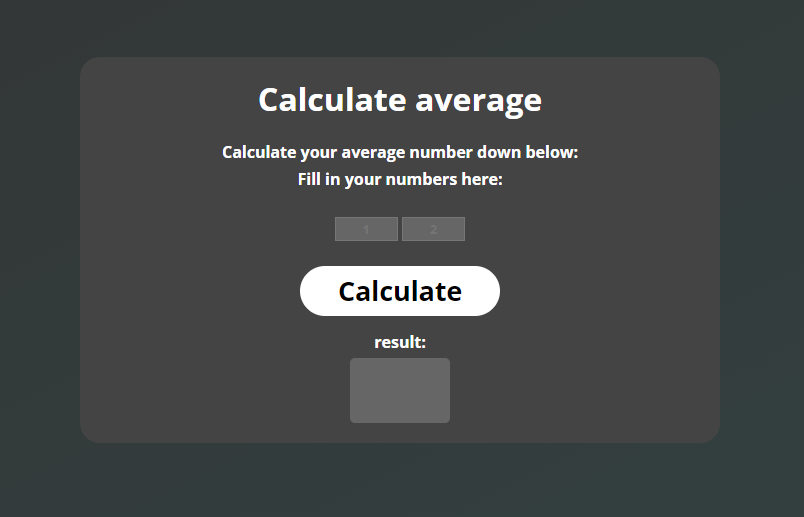 Calculate average
Calculate your average number down below:
Fill in your numbers here:
1 2
Calculate
result: